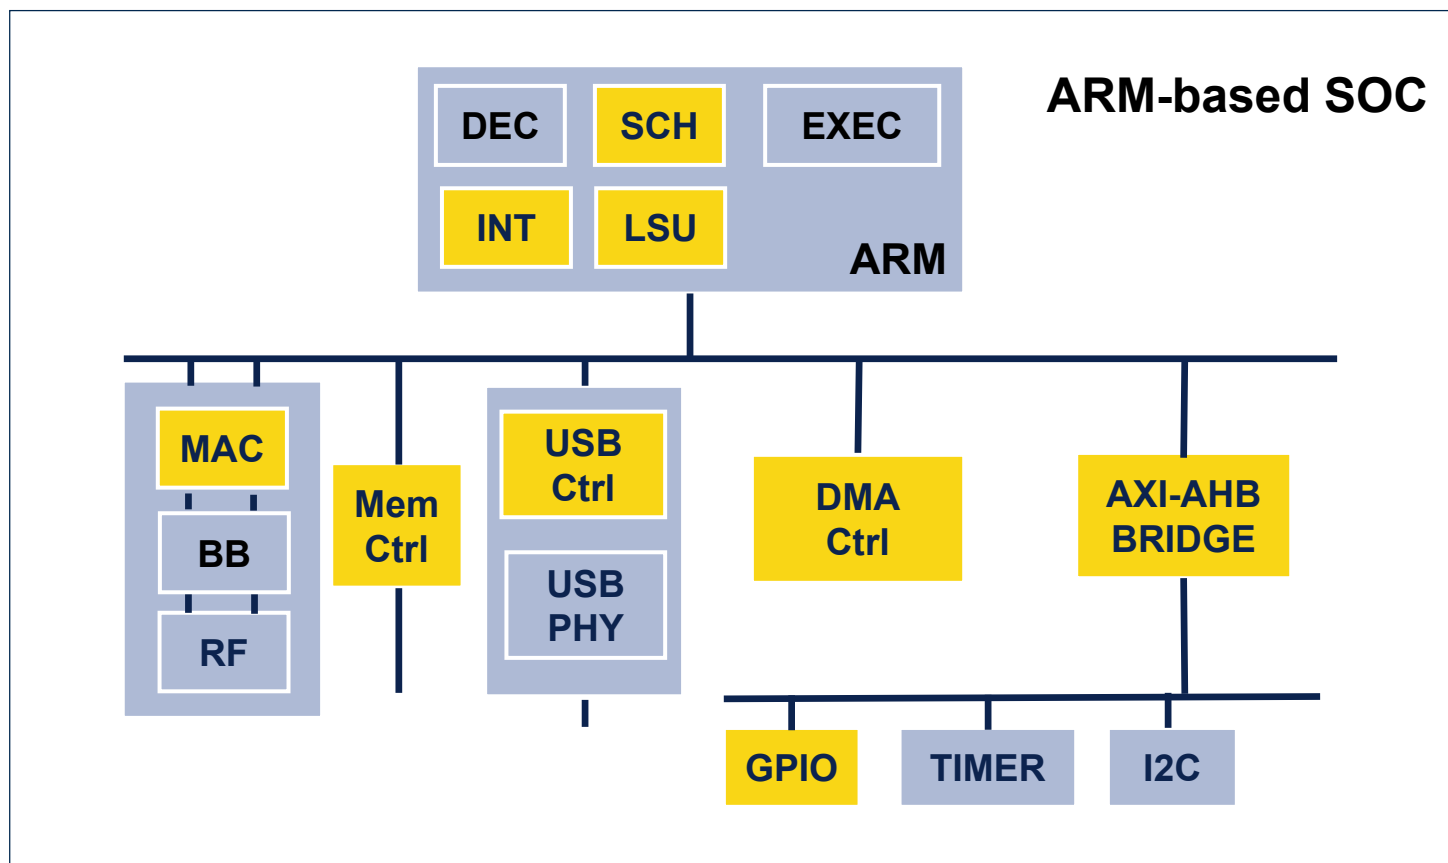 ARM-based SOC
DEC
SCH
EXEC
INT
LSU
ARM
MAC
BB
RF
Mem
Ctrl
USB
Ctrl
USB
PHY
DMA
Ctrl
AXI-AHB
BRIDGE
GPIO
TIMER
I2C